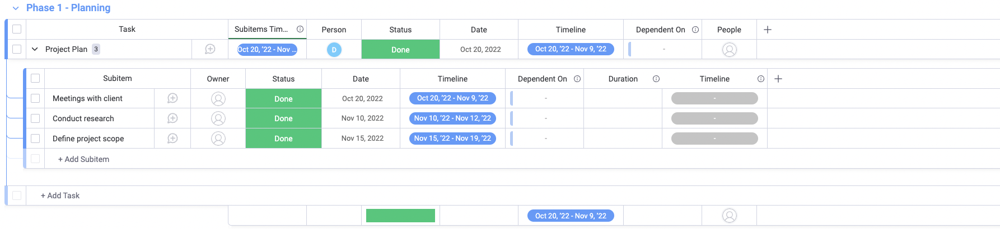 Phase 1 - Planning
Task Subitems Tim... Person Status Date Timeline Dependent On People
Project Plan 3 Oct 20, '22 - Nov ... D Done Oct 20, 2022 Oct 20, '22 - Nov 9, '22 -
Subitem Owner Status Date Timeline Dependent On Duration Timeline
Meetings with client Done Oct 20, 2022 Oct 20, '22 - Nov 9, '22 - -
Conduct research Done Nov 10, 2022 Nov 10, '22 - Nov 12, '22 - -
Define project scope Done Nov 15, 2022 Nov 15, '22 - Nov 19, '22 - -
+ Add Subitem
+ Add Task
Oct 20, '22 - Nov 9, '22